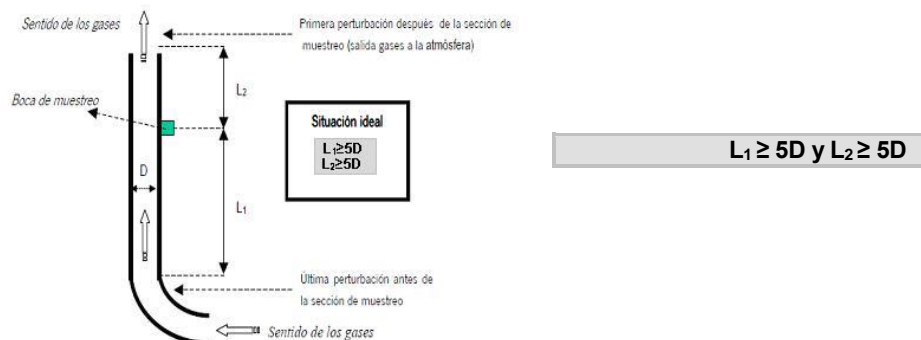 Sentido de los gases
Primera perturbación después de la sección de
muestreo (salida gases a la atmósfera)
L₂
Boca de muestreo
Situación ideal
L₁≥5D
L₂≥5D
L₁ ≥ 5D y L₂ ≥ 5D
D
L₁
Última perturbación antes de
la sección de muestreo
Sentido de los gases